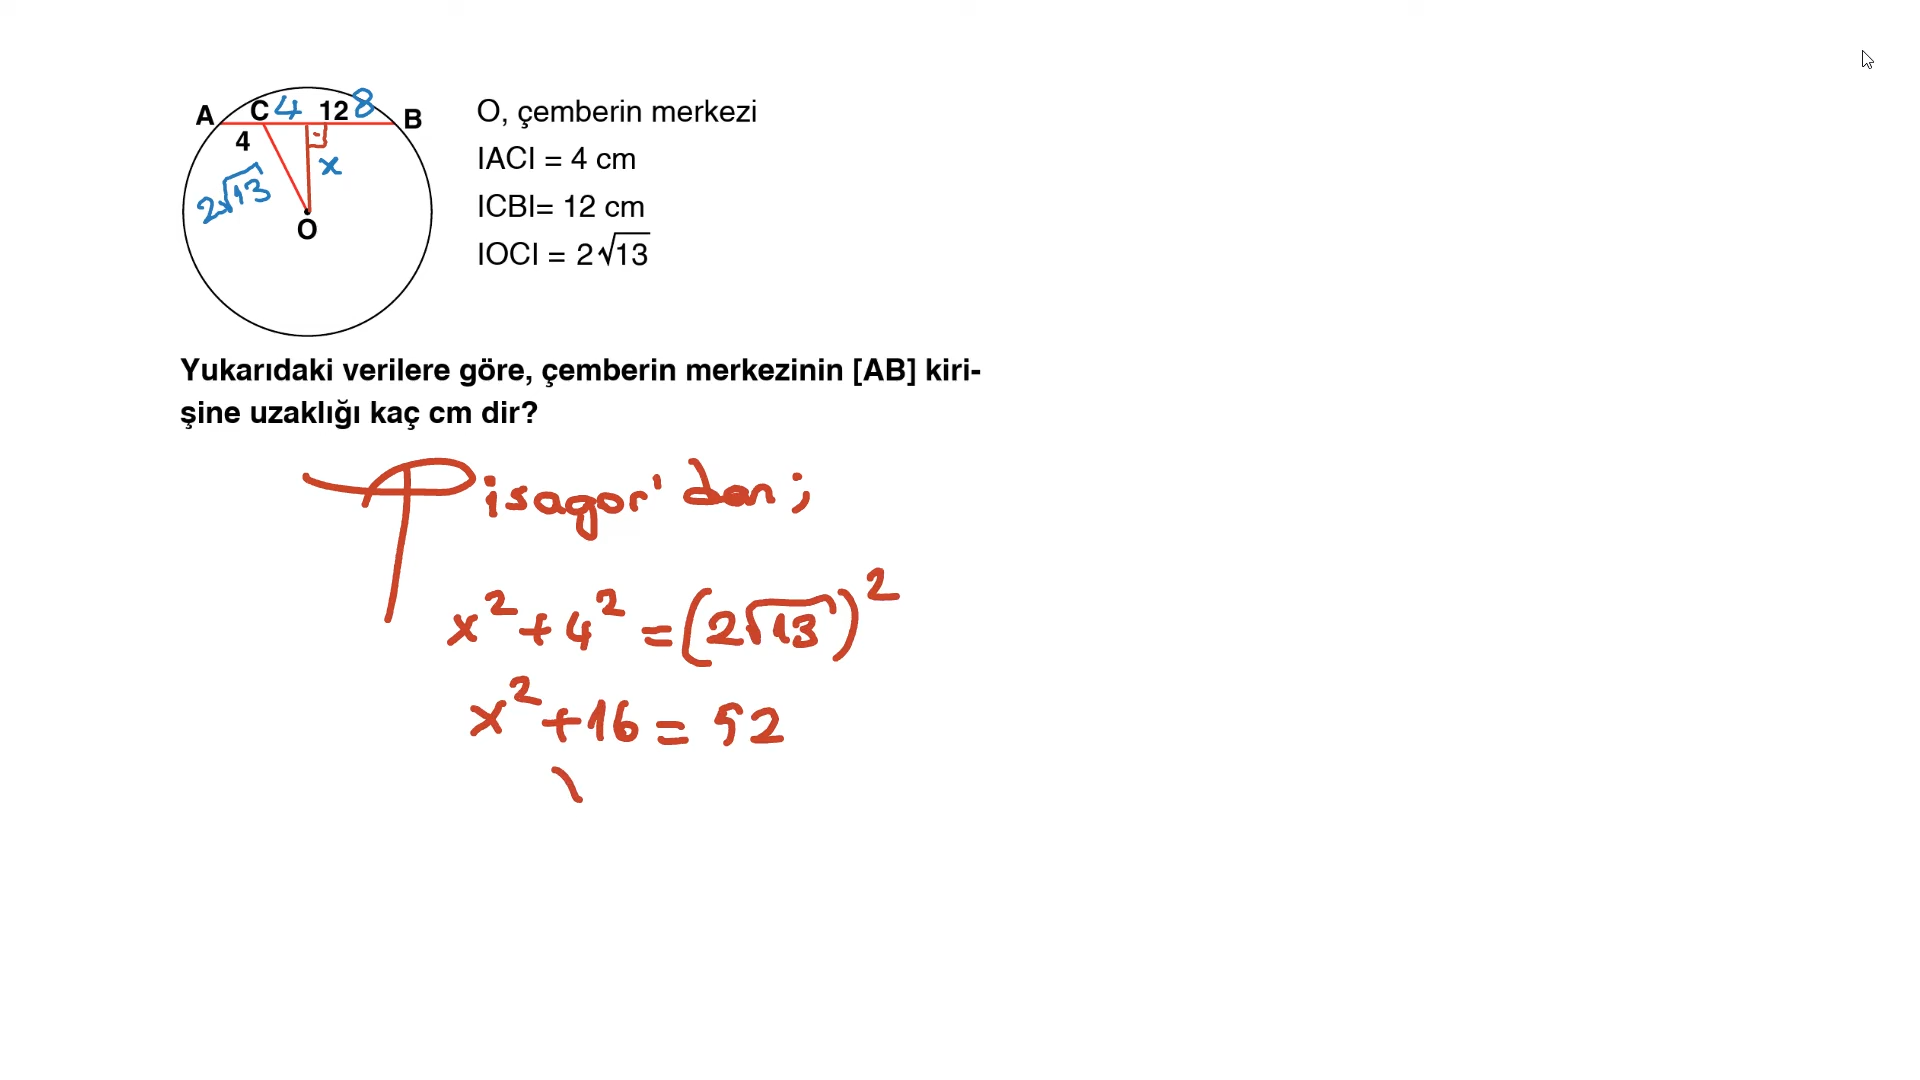 A C 4 12 8 B
4
x
2√13
O
O, çemberin merkezi
IACI = 4 cm
ICBI= 12 cm
IOCI = 2√13
Yukarıdaki verilere göre, çemberin merkezinin [AB] kiri-
şine uzaklığı kaç cm dir?
Pisagor'dan;
x² + 4² = (2√13)²
x² + 16 = 52